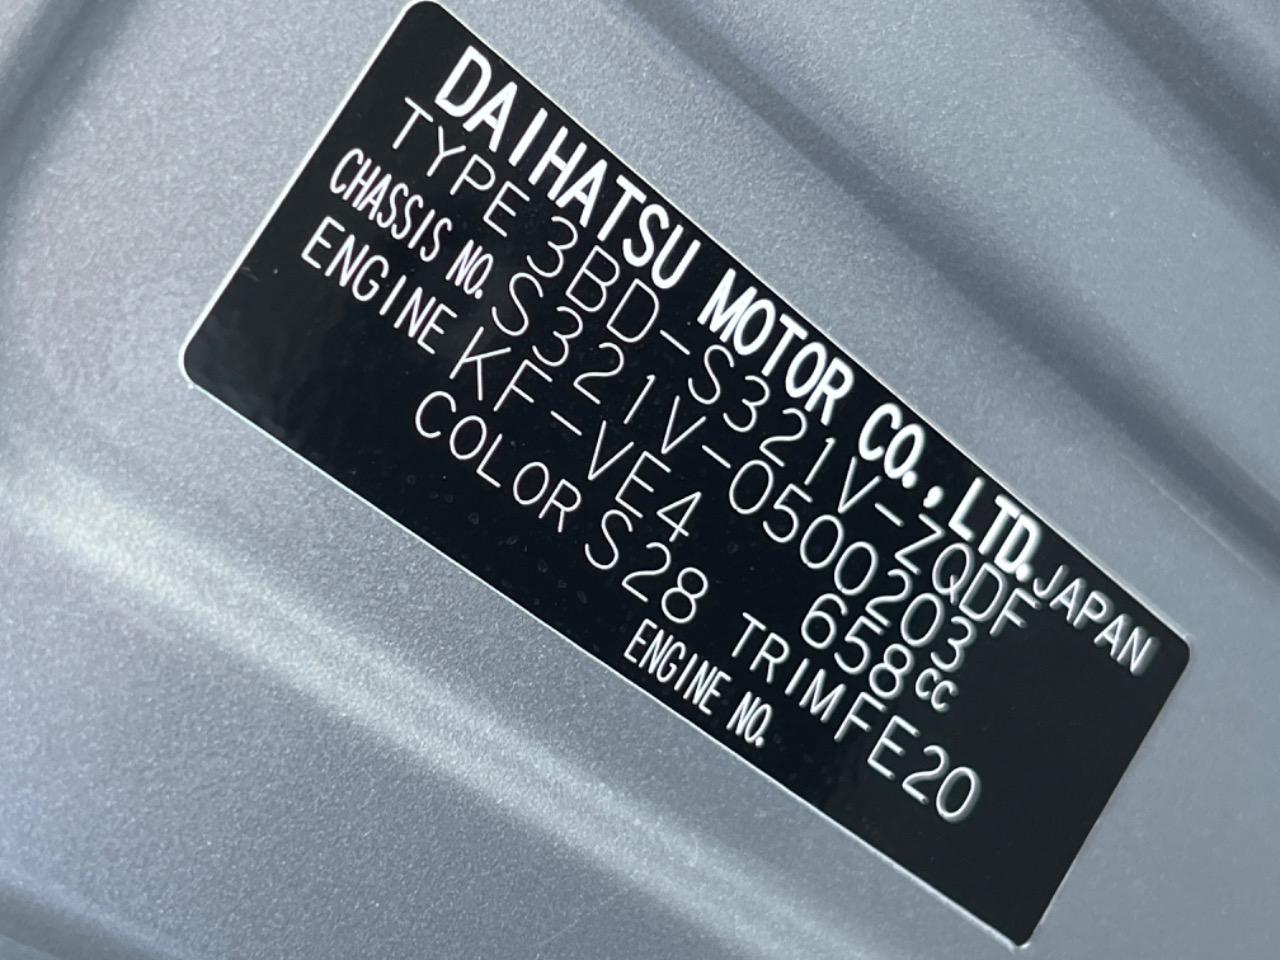 DAIHATSU MOTOR CO., LTD. JAPAN
TYPE 3BD-S321V-ZQDF
CHASSIS NO. S321V-0500203
ENGINE KF-VE4 658cc
COLOR S28 TRIM FE20
ENGINE NO.